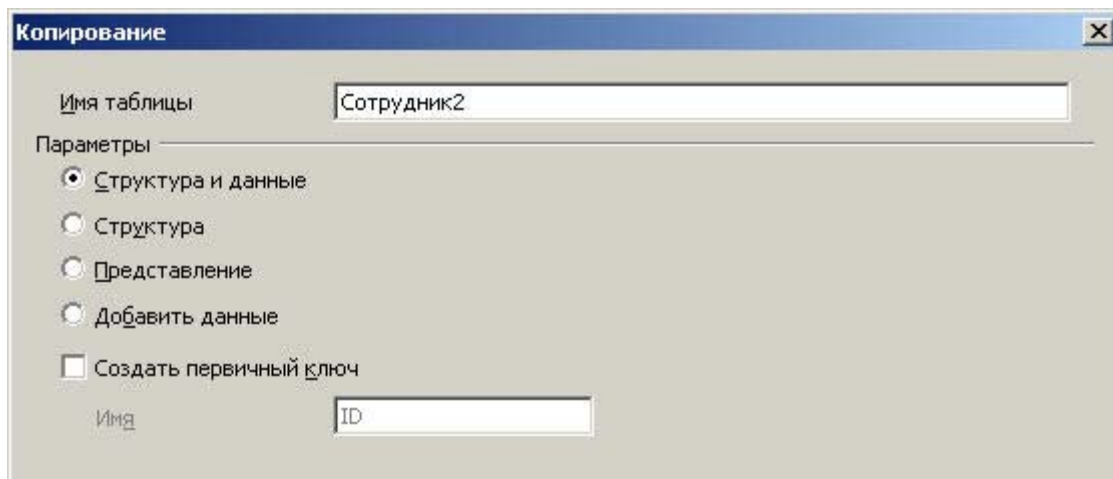 Копирование
Имя таблицы Сотрудник2
Параметры
Структура и данные
Структура
Представление
Добавить данные
Создать первичный ключ
Имя ID